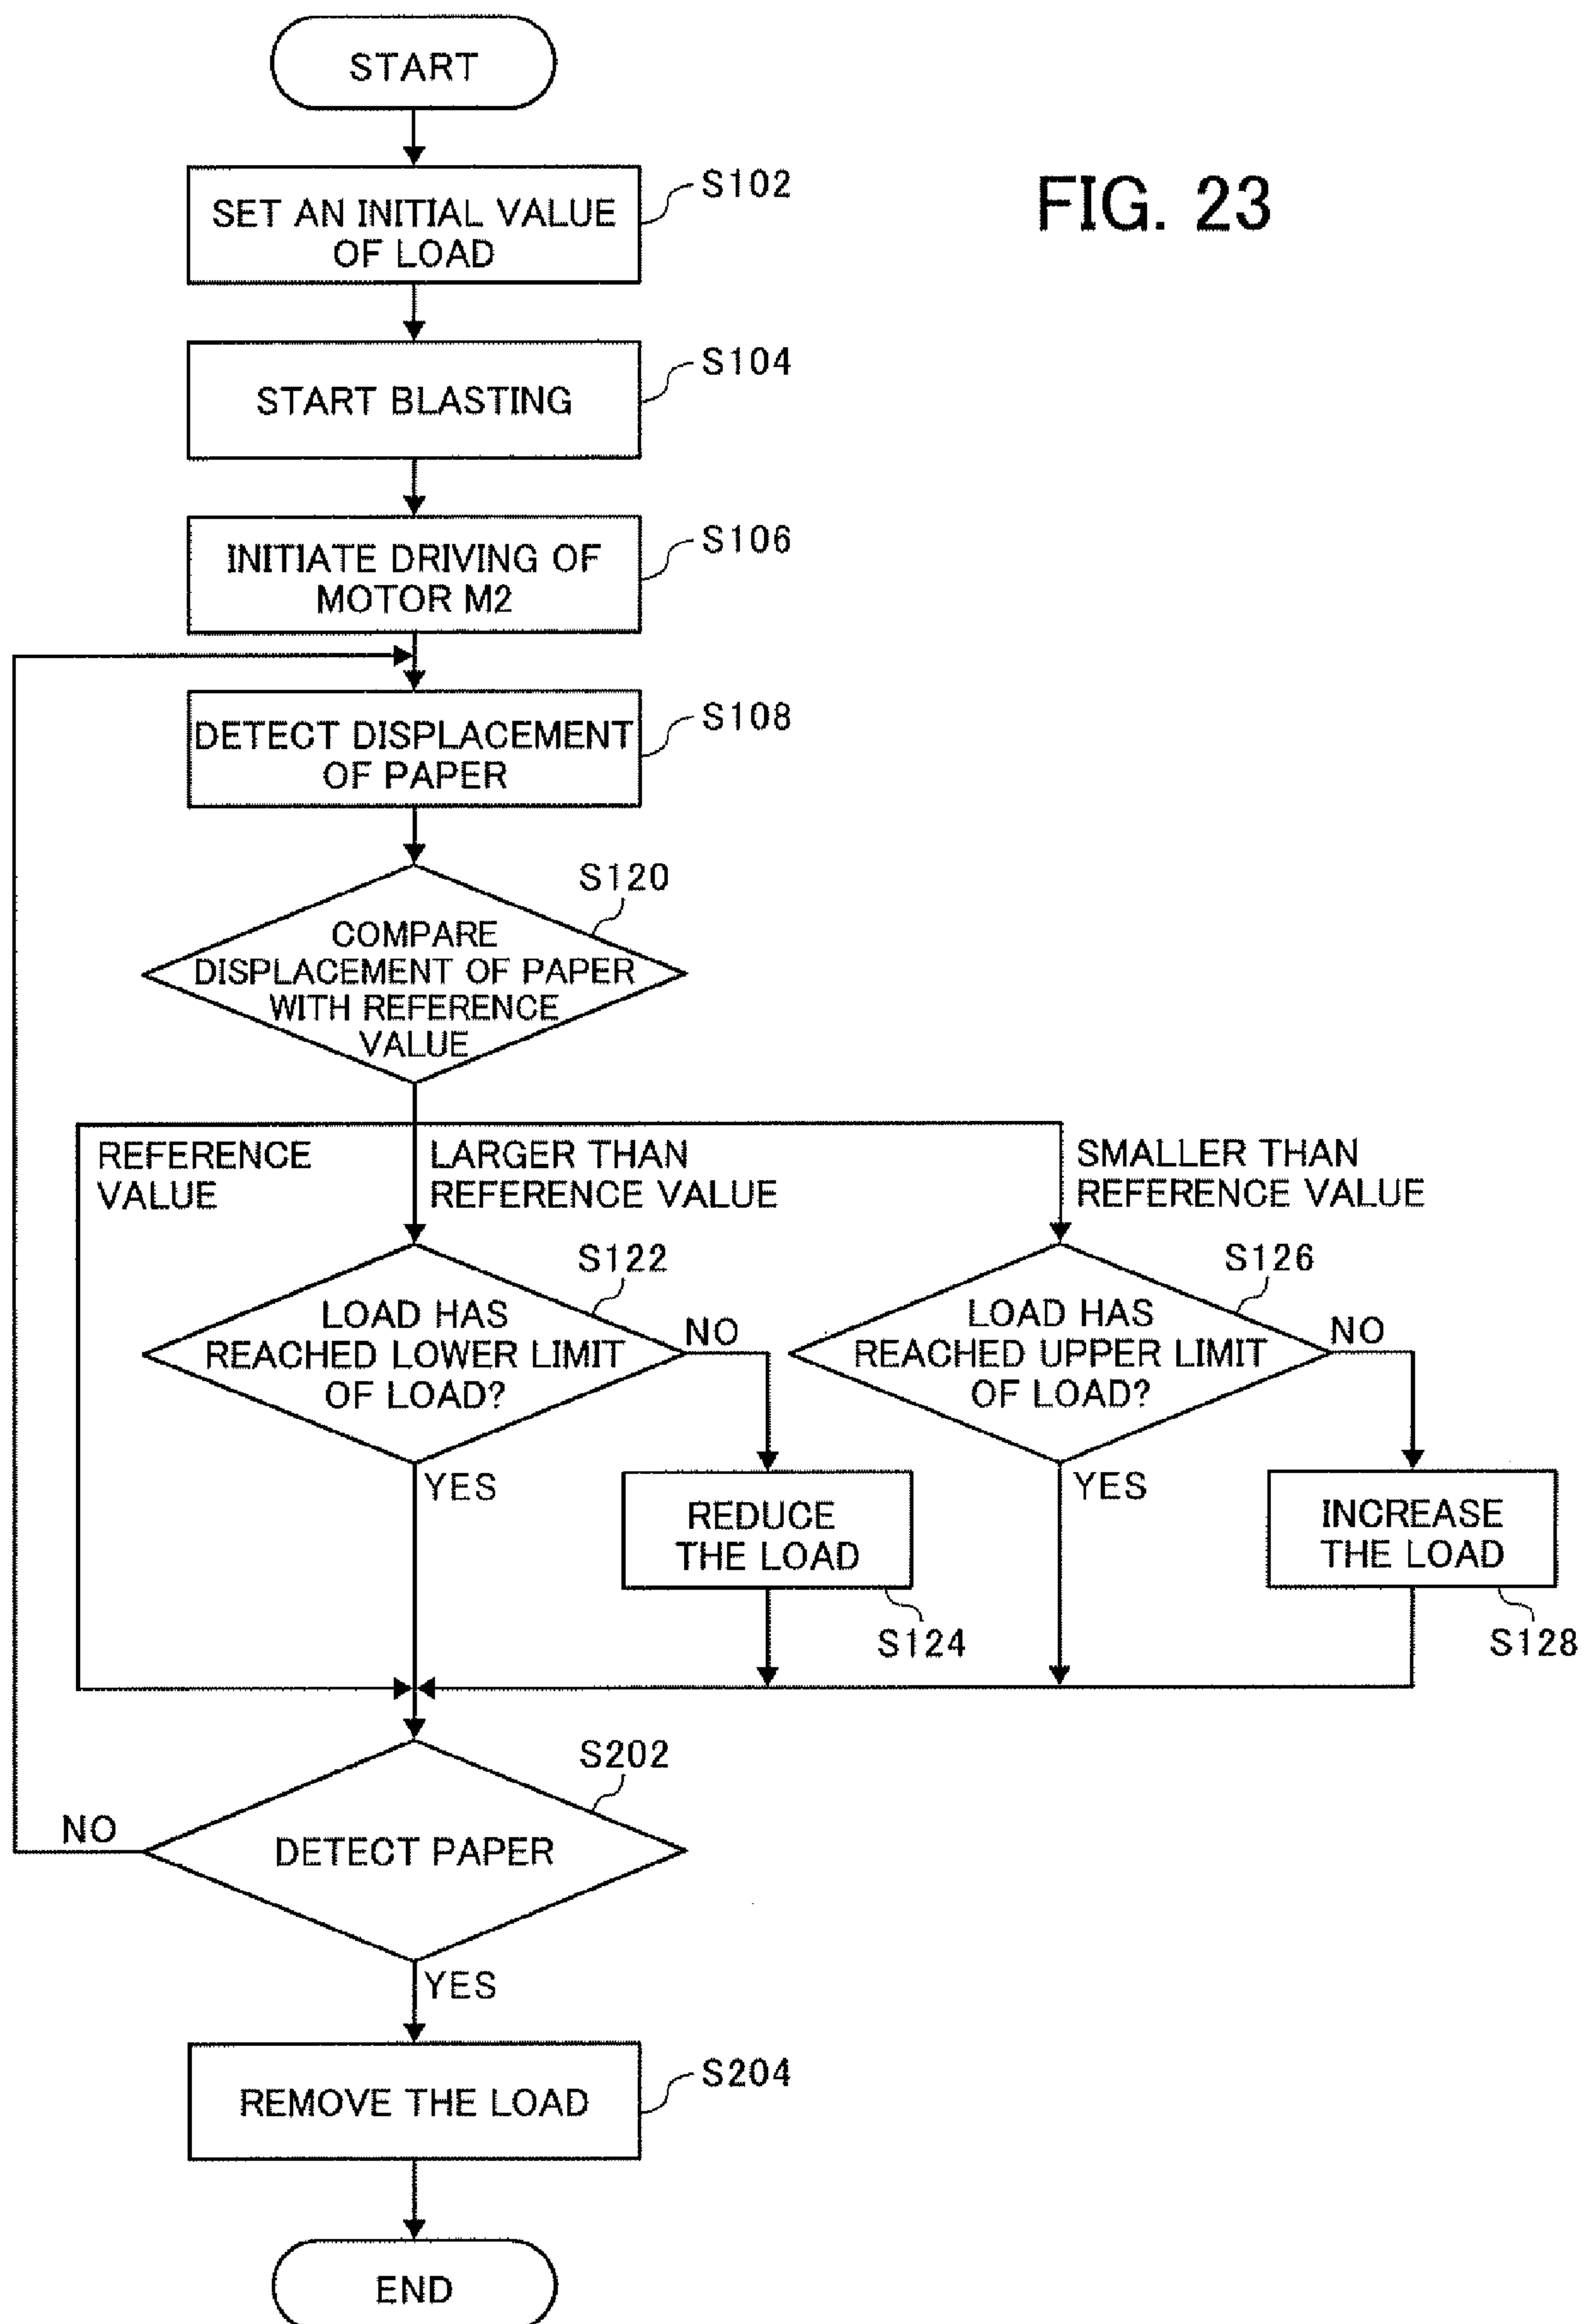 START
FIG. 23
S102
SET AN INITIAL VALUE
OF LOAD
S104
START BLASTING
S106
INITIATE DRIVING OF
MOTOR M2
S108
DETECT DISPLACEMENT
OF PAPER
S120
COMPARE
DISPLACEMENT OF PAPER
WITH REFERENCE
VALUE
REFERENCE
VALUE
LARGER THAN
REFERENCE VALUE
SMALLER THAN
REFERENCE VALUE
S122
LOAD HAS
REACHED LOWER LIMIT
OF LOAD?
NO
YES
S126
LOAD HAS
REACHED UPPER LIMIT
OF LOAD?
NO
YES
REDUCE
THE LOAD
S124
INCREASE
THE LOAD
S128
S202
DETECT PAPER
NO
YES
S204
REMOVE THE LOAD
END